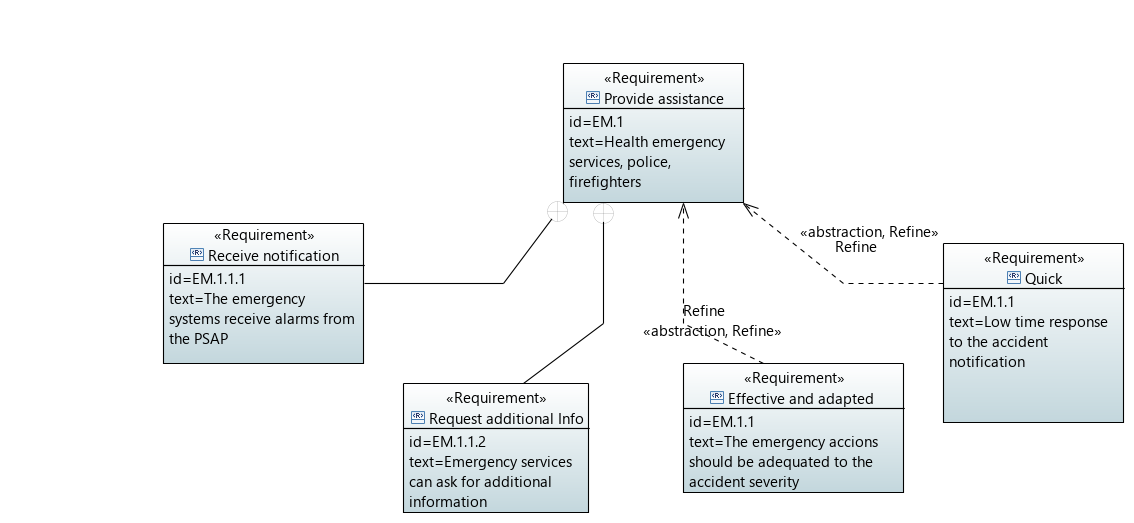 «Requirement»
Provide assistance
id=EM.1
text=Health emergency
services, police,
firefighters
«Requirement»
Receive notification
id=EM.1.1.1
text=The emergency
systems receive alarms from
the PSAP
«abstraction, Refine»
Refine
«Requirement»
Quick
id=EM.1.1
text=Low time response
to the accident
notification
Refine
«abstraction, Refine»
«Requirement»
Request additional Info
id=EM.1.1.2
text=Emergency services
can ask for additional
information
«Requirement»
Effective and adapted
id=EM.1.1
text=The emergency accions
should be adequated to the
accident severity